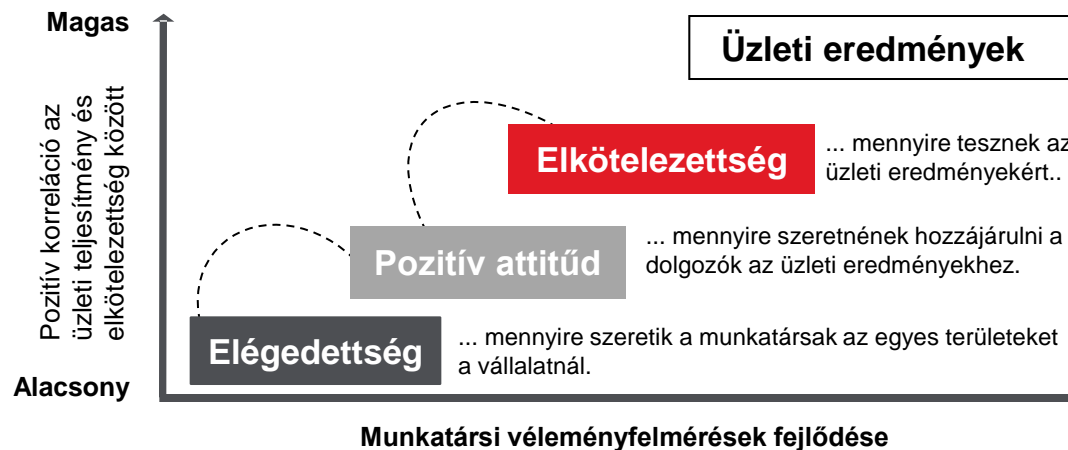 Magas
Üzleti eredmények
Pozitív korreláció az
üzleti teljesítmény és
elkötelezettség között
Elkötelezettség
... mennyire tesznek az
üzleti eredményekért..
Pozitív attitűd
... mennyire szeretnének hozzájárulni a
dolgozók az üzleti eredményekhez.
Elégedettség
... mennyire szeretik a munkatársak az egyes területeket
a vállalatnál.
Alacsony
Munkatársi véleményfelmérések fejlődése